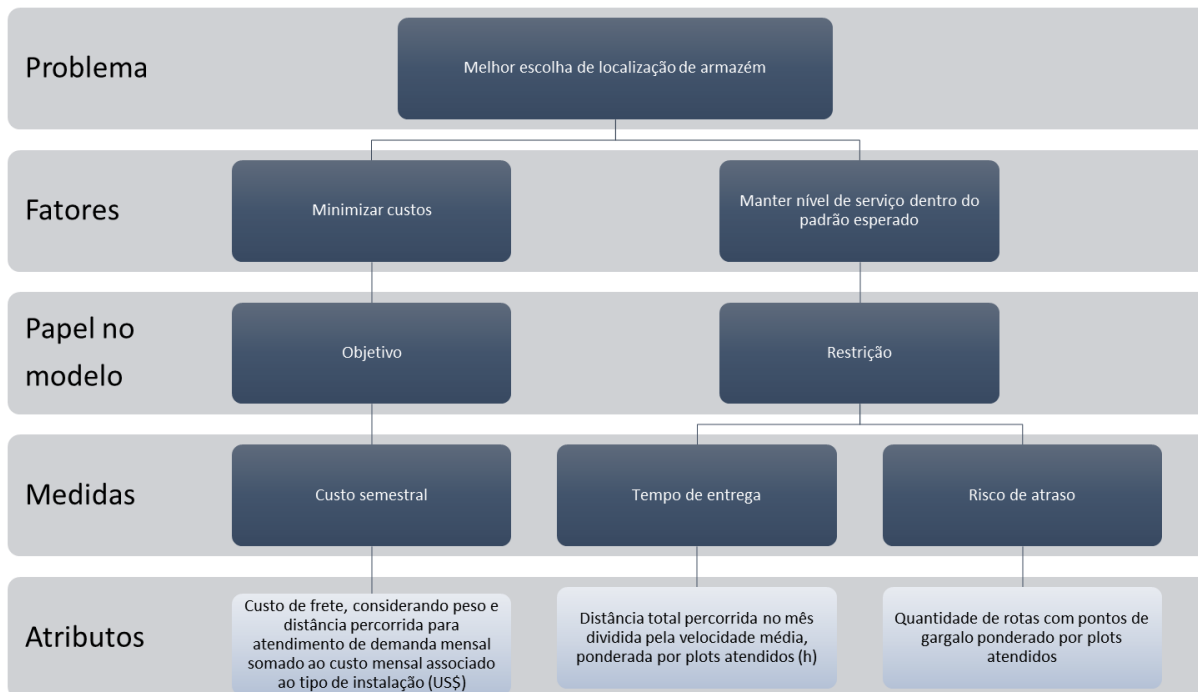 Problema
Melhor escolha de localização de armazém
Fatores
Minimizar custos
Manter nível de serviço dentro do
padrão esperado
Papel no
modelo
Objetivo
Restrição
Medidas
Custo semestral
Tempo de entrega
Risco de atraso
Atributos
Custo de frete, considerando peso e
distância percorrida para
atendimento de demanda mensal
somado ao custo mensal associado
ao tipo de instalação (US$)
Distância total percorrida no mês
dividida pela velocidade média,
ponderada por plots atendidos (h)
Quantidade de rotas com pontos de
gargalo ponderado por plots
atendidos